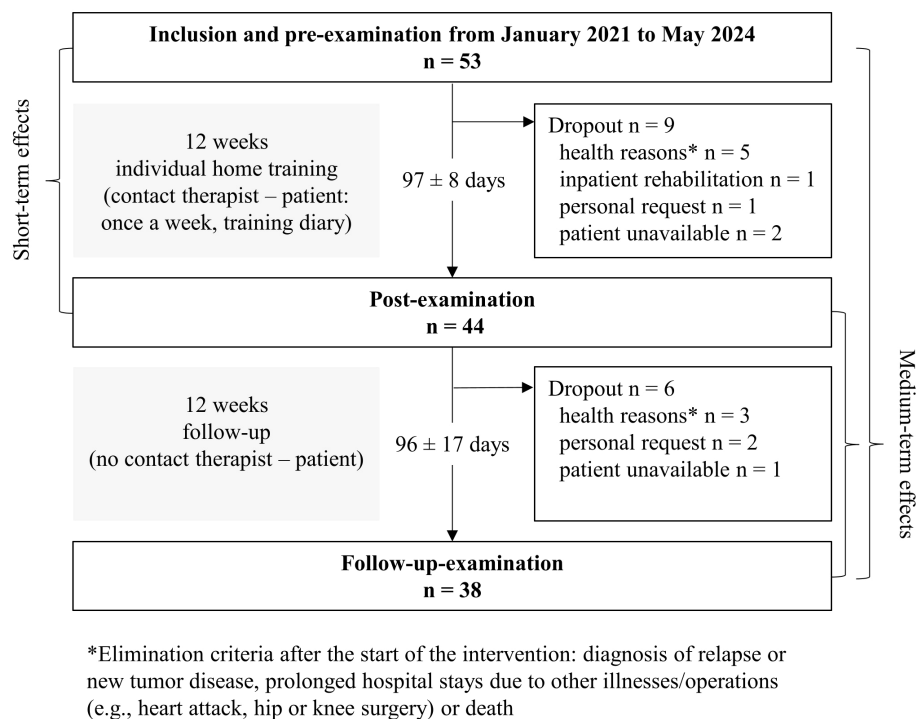 Inclusion and pre-examination from January 2021 to May 2024
n = 53
Short-term effects
12 weeks
individual home training
(contact therapist – patient:
once a week, training diary)
97 ± 8 days
Dropout n = 9
health reasons* n = 5
inpatient rehabilitation n = 1
personal request n = 1
patient unavailable n = 2
Post-examination
n = 44
Medium-term effects
12 weeks
follow-up
(no contact therapist – patient)
96 ± 17 days
Dropout n = 6
health reasons* n = 3
personal request n = 2
patient unavailable n = 1
Follow-up-examination
n = 38
*Elimination criteria after the start of the intervention: diagnosis of relapse or
new tumor disease, prolonged hospital stays due to other illnesses/operations
(e.g., heart attack, hip or knee surgery) or death